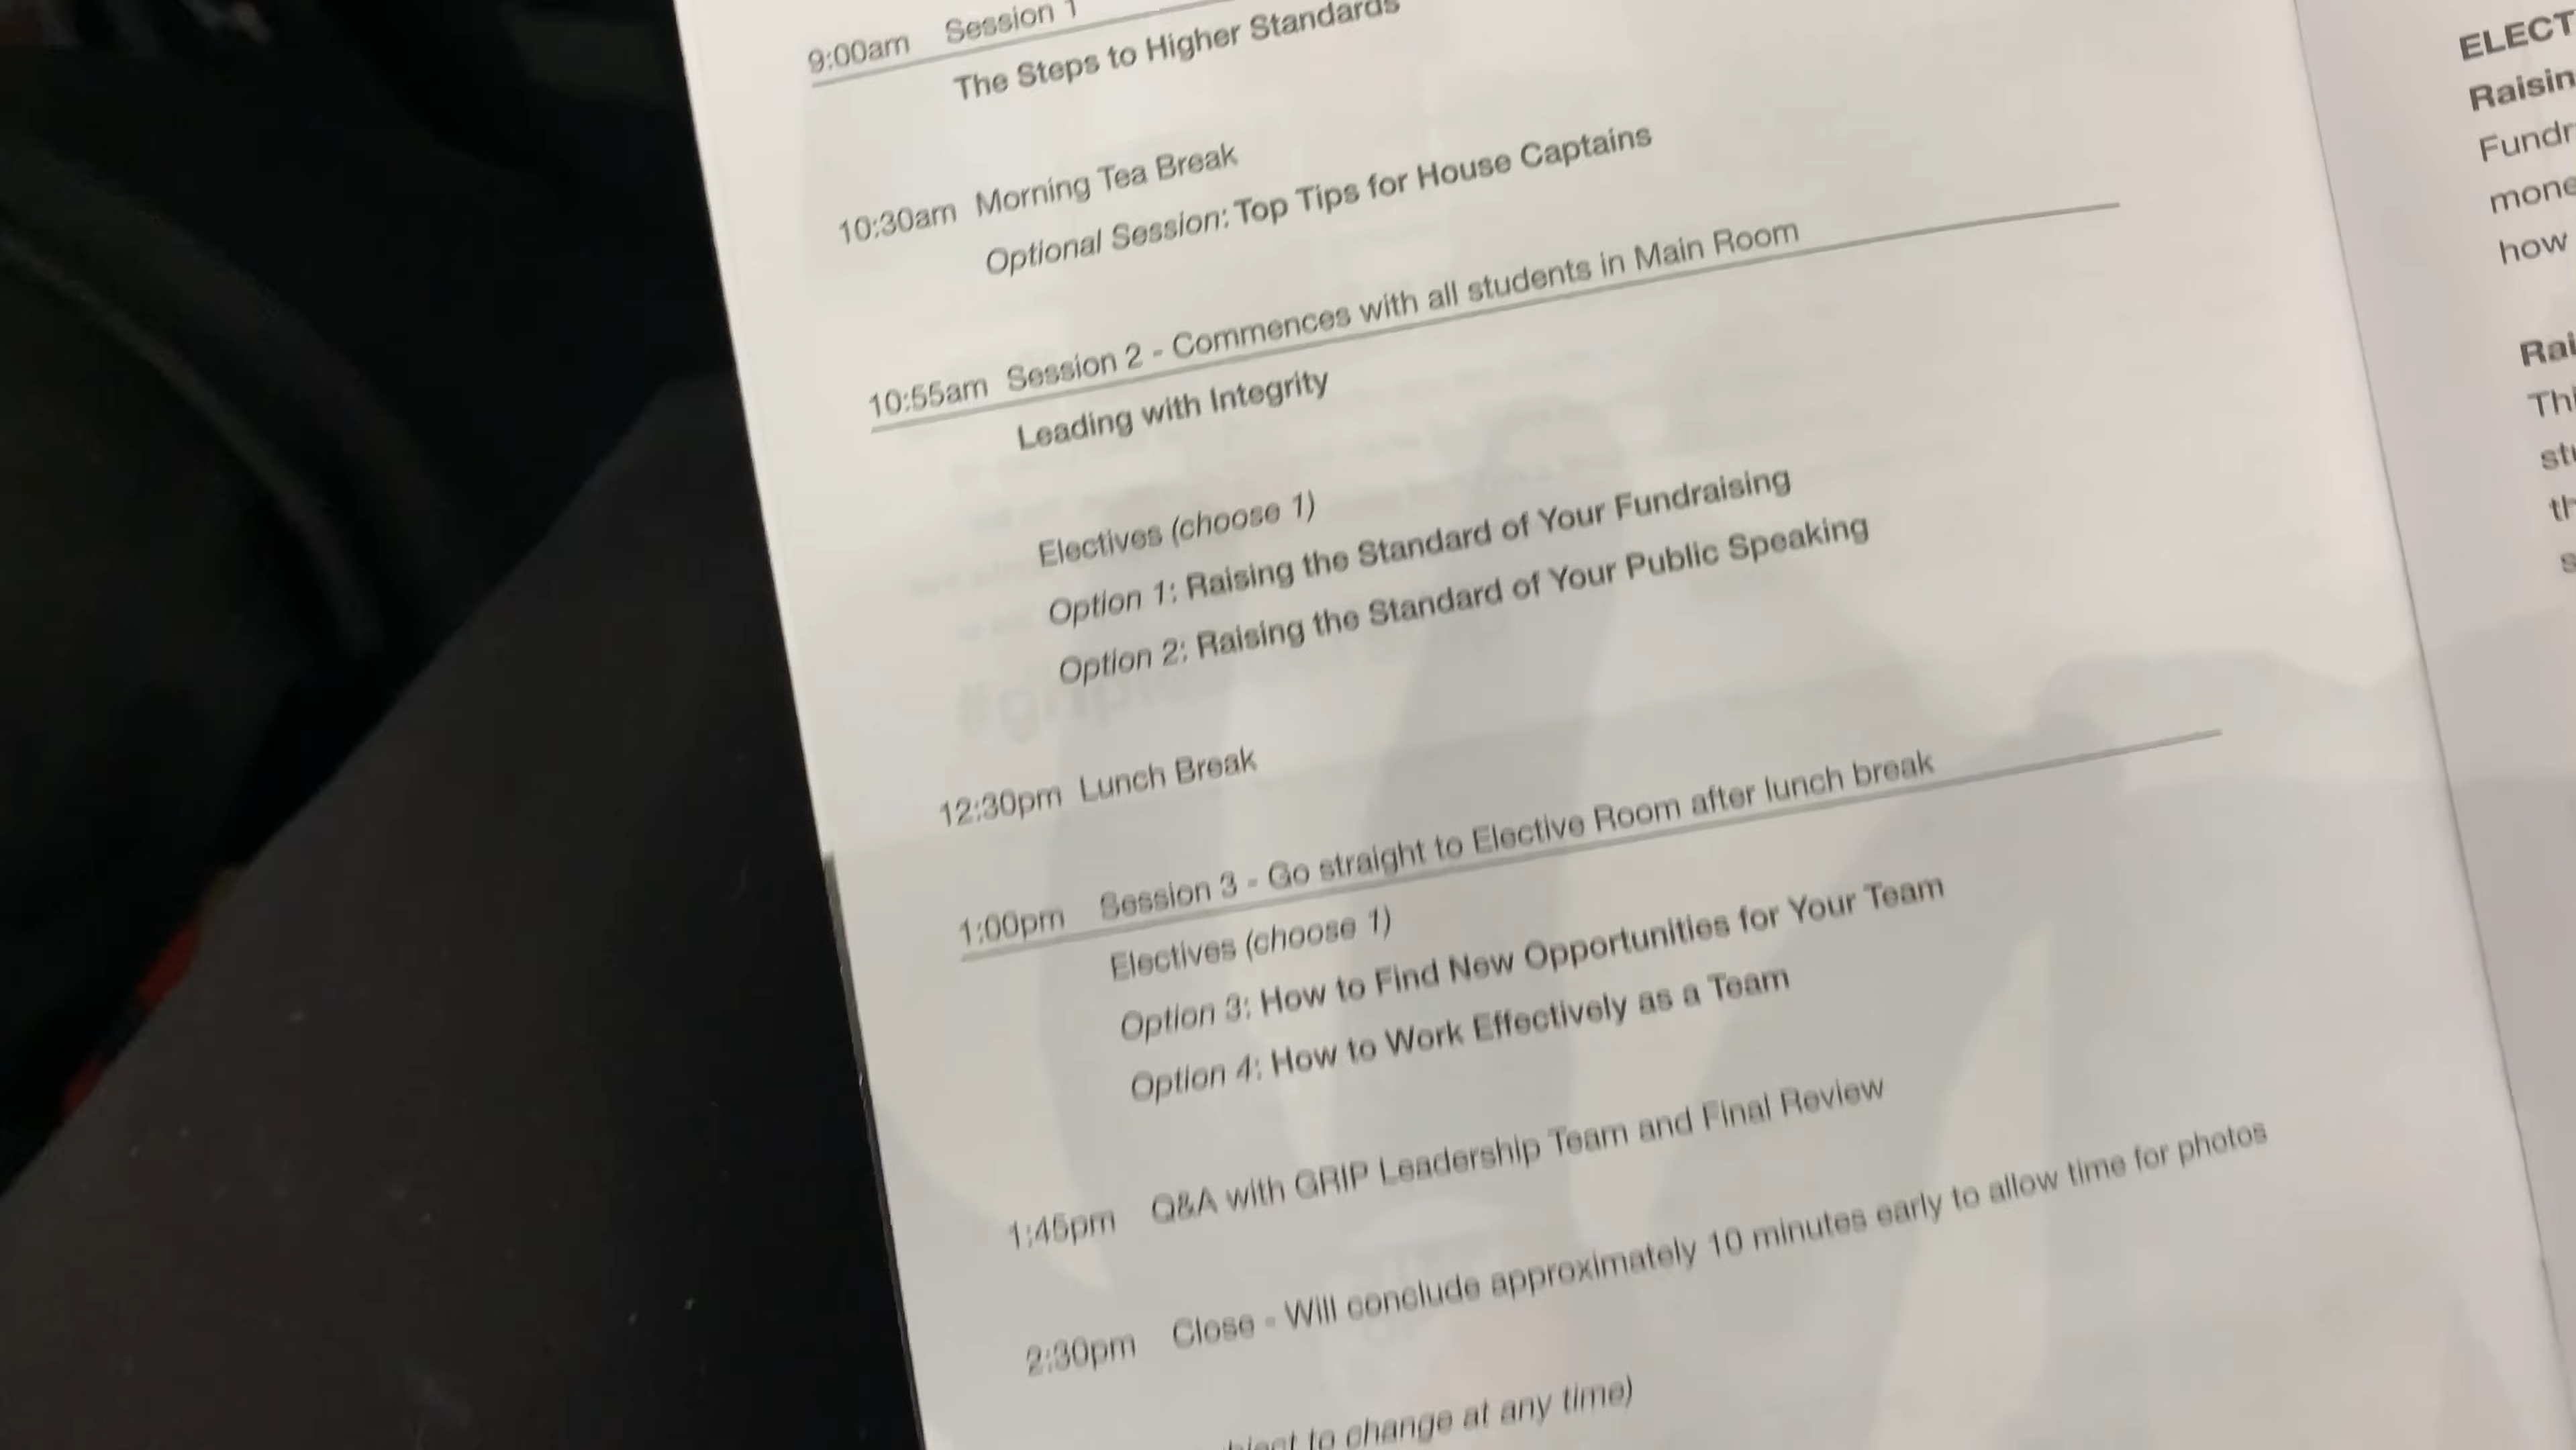 9:00am Session 1
The Steps to Higher Standards
10:30am Morning Tea Break
Optional Session: Top Tips for House Captains
10:55am Session 2 - Commences with all students in Main Room
Leading with Integrity
Electives (choose 1)
Option 1: Raising the Standard of Your Fundraising
Option 2: Raising the Standard of Your Public Speaking
12:30pm Lunch Break
1:00pm Session 3 - Go straight to Elective Room after lunch break
Electives (choose 1)
Option 3: How to Find New Opportunities for Your Team
Option 4: How to Work Effectively as a Team
1:45pm Q&A with GRIP Leadership Team and Final Review
2:30pm Close - Will conclude approximately 10 minutes early to allow time for photos
to change at any time)
ELECT
Raisin
Fundr
mone
how
Rai
Thi